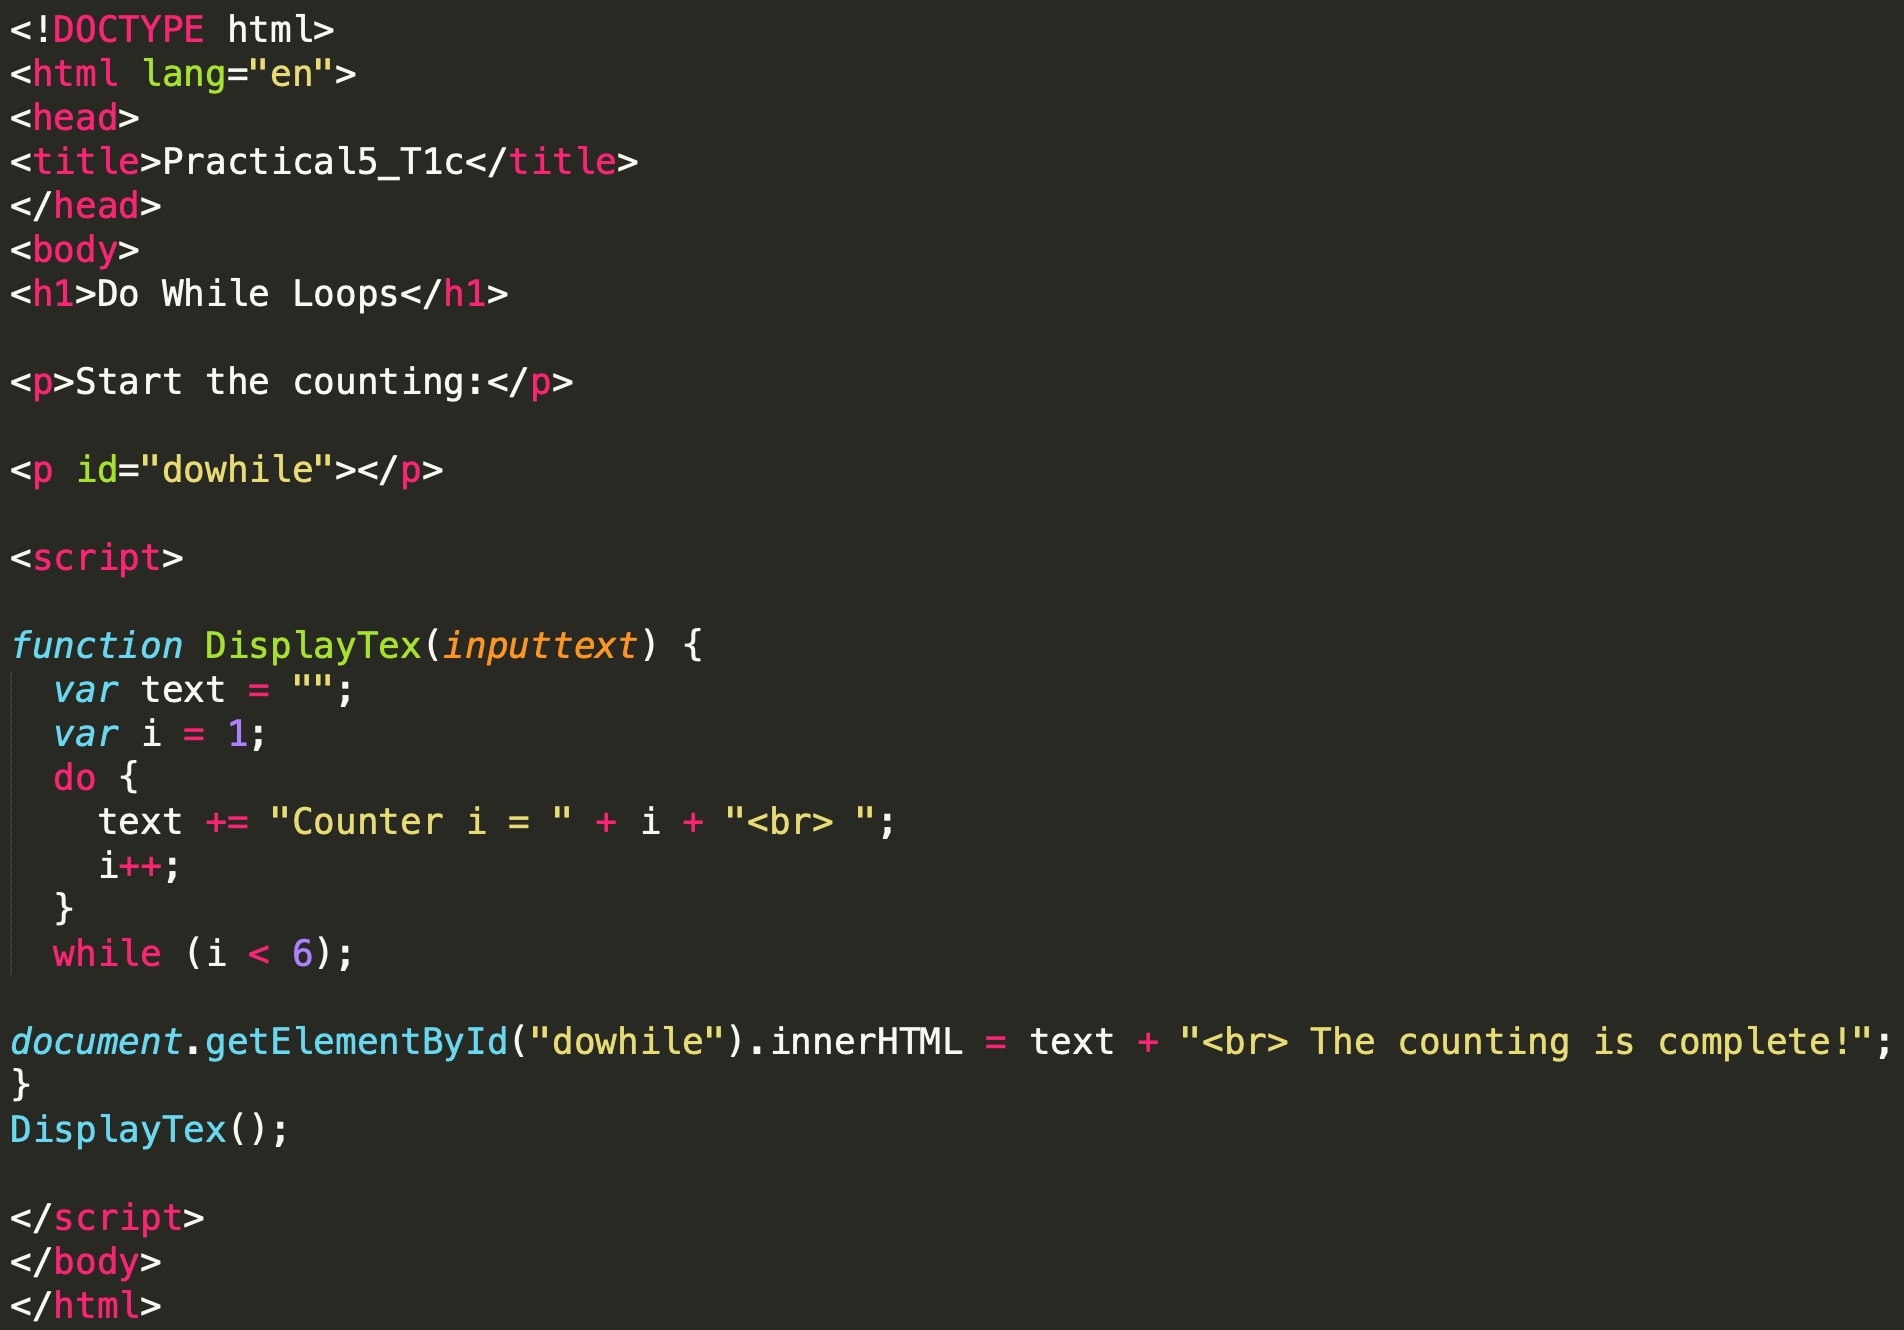 <!DOCTYPE html>
<html lang="en">
<head>
<title>Practical5_T1c</title>
</head>
<body>
<h1>Do While Loops</h1>
<p>Start the counting:</p>
<p id="dowhile"></p>
<script>
function DisplayTex(inputtext) {
  var text = "";
  var i = 1;
  do {
    text += "Counter i = " + i + "<br> ";
    i++;
  }
  while (i < 6);
document.getElementById("dowhile").innerHTML = text + "<br> The counting is complete!";
}
DisplayTex();
</script>
</body>
</html>